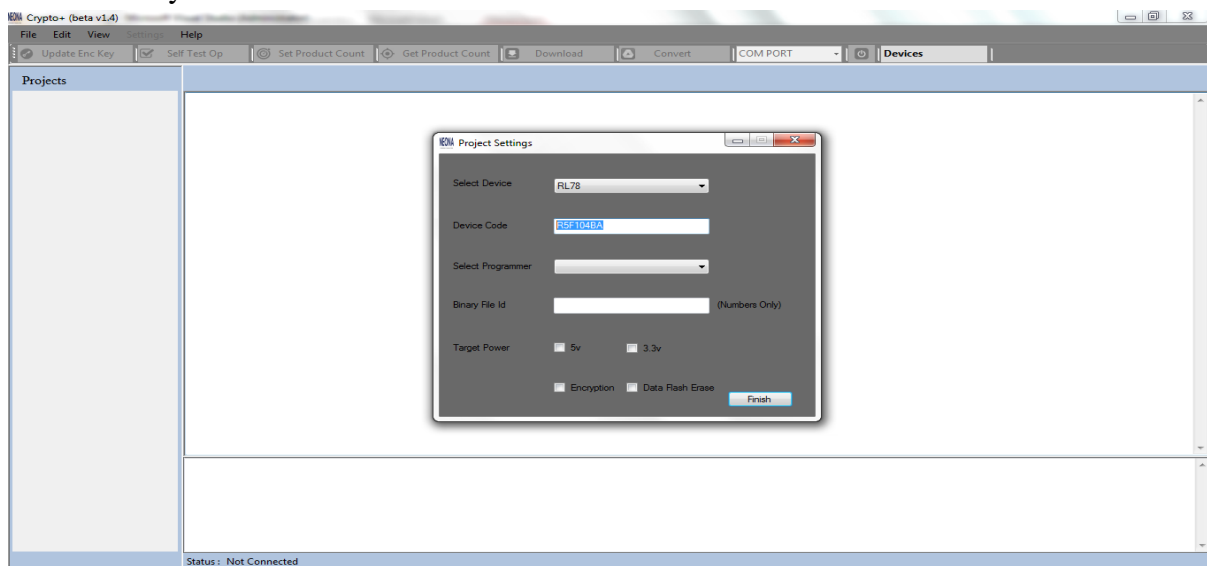 NEONA Crypto+ (beta v1.4)
File Edit View Settings Help
Update Enc Key Self Test Op Set Product Count Get Product Count Download Convert COM PORT Devices
Projects
NEONA Project Settings
Select Device RL78
Device Code R5F104BA
Select Programmer
Binary File Id (Numbers Only)
Target Power 5v 3.3v
Encryption Data Flash Erase
Finish
Status : Not Connected